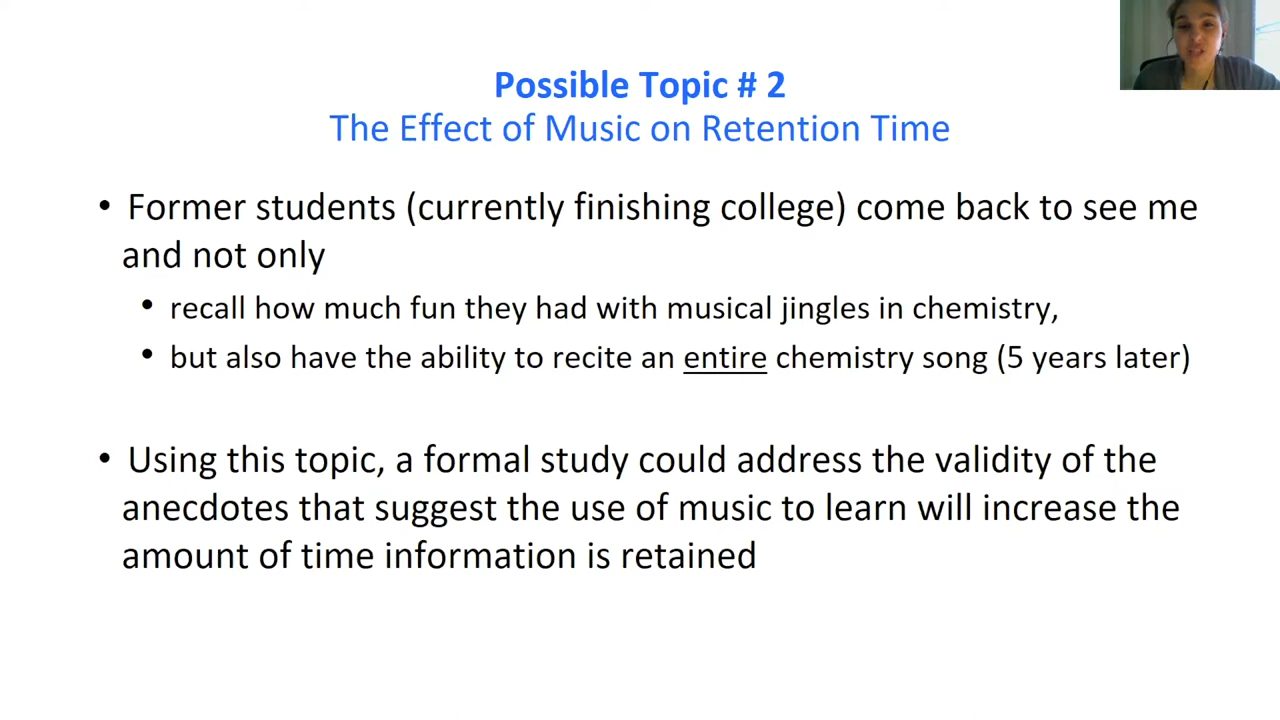 Possible Topic # 2
The Effect of Music on Retention Time
• Former students (currently finishing college) come back to see me
and not only
• recall how much fun they had with musical jingles in chemistry,
• but also have the ability to recite an entire chemistry song (5 years later)
• Using this topic, a formal study could address the validity of the
anecdotes that suggest the use of music to learn will increase the
amount of time information is retained